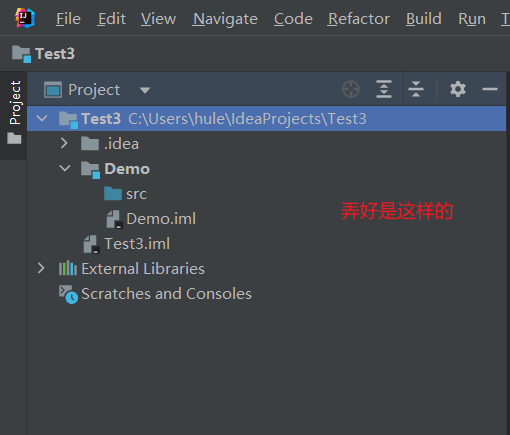 File Edit View Navigate Code Refactor Build Run T
Test3
Project
Project
Test3 C:\Users\hule\IdeaProjects\Test3
.idea
Demo
src
Demo.iml
弄好是这样的
Test3.iml
External Libraries
Scratches and Consoles